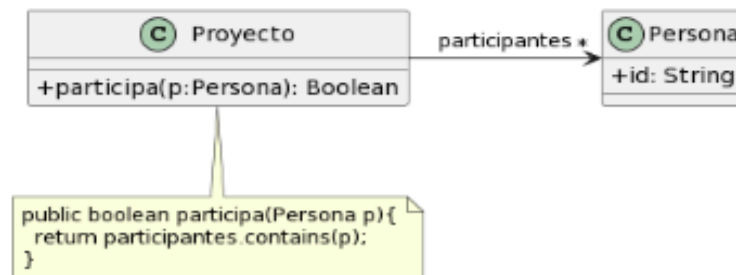 C Proyecto
+participa(p:Persona): Boolean
participantes *
C Persona
+id: String
public boolean participa(Persona p){
return participantes.contains(p);
}